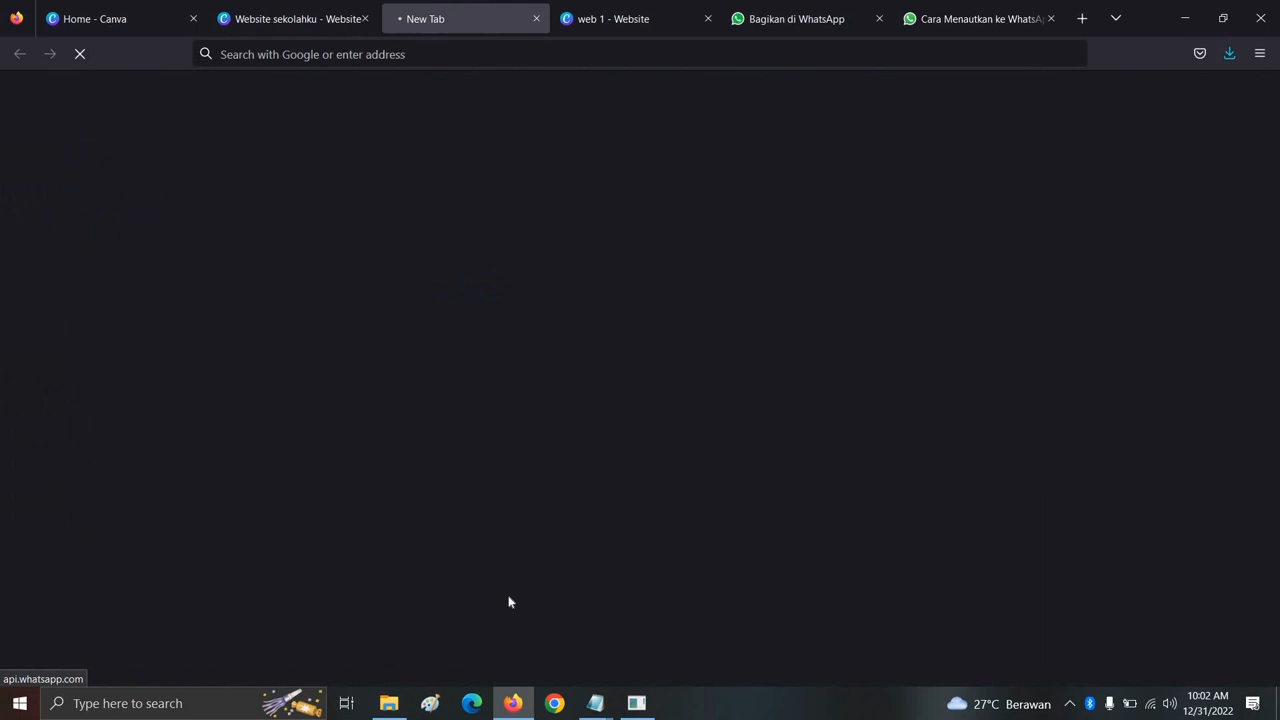 Home - Canva
Website sekolahku - Website
New Tab
web 1 - Website
Bagikan di WhatsApp
Cara Menautkan ke WhatsAp
Search with Google or enter address
api.whatsapp.com
Type here to search
27°C Berawan
10:02 AM
12/31/2022